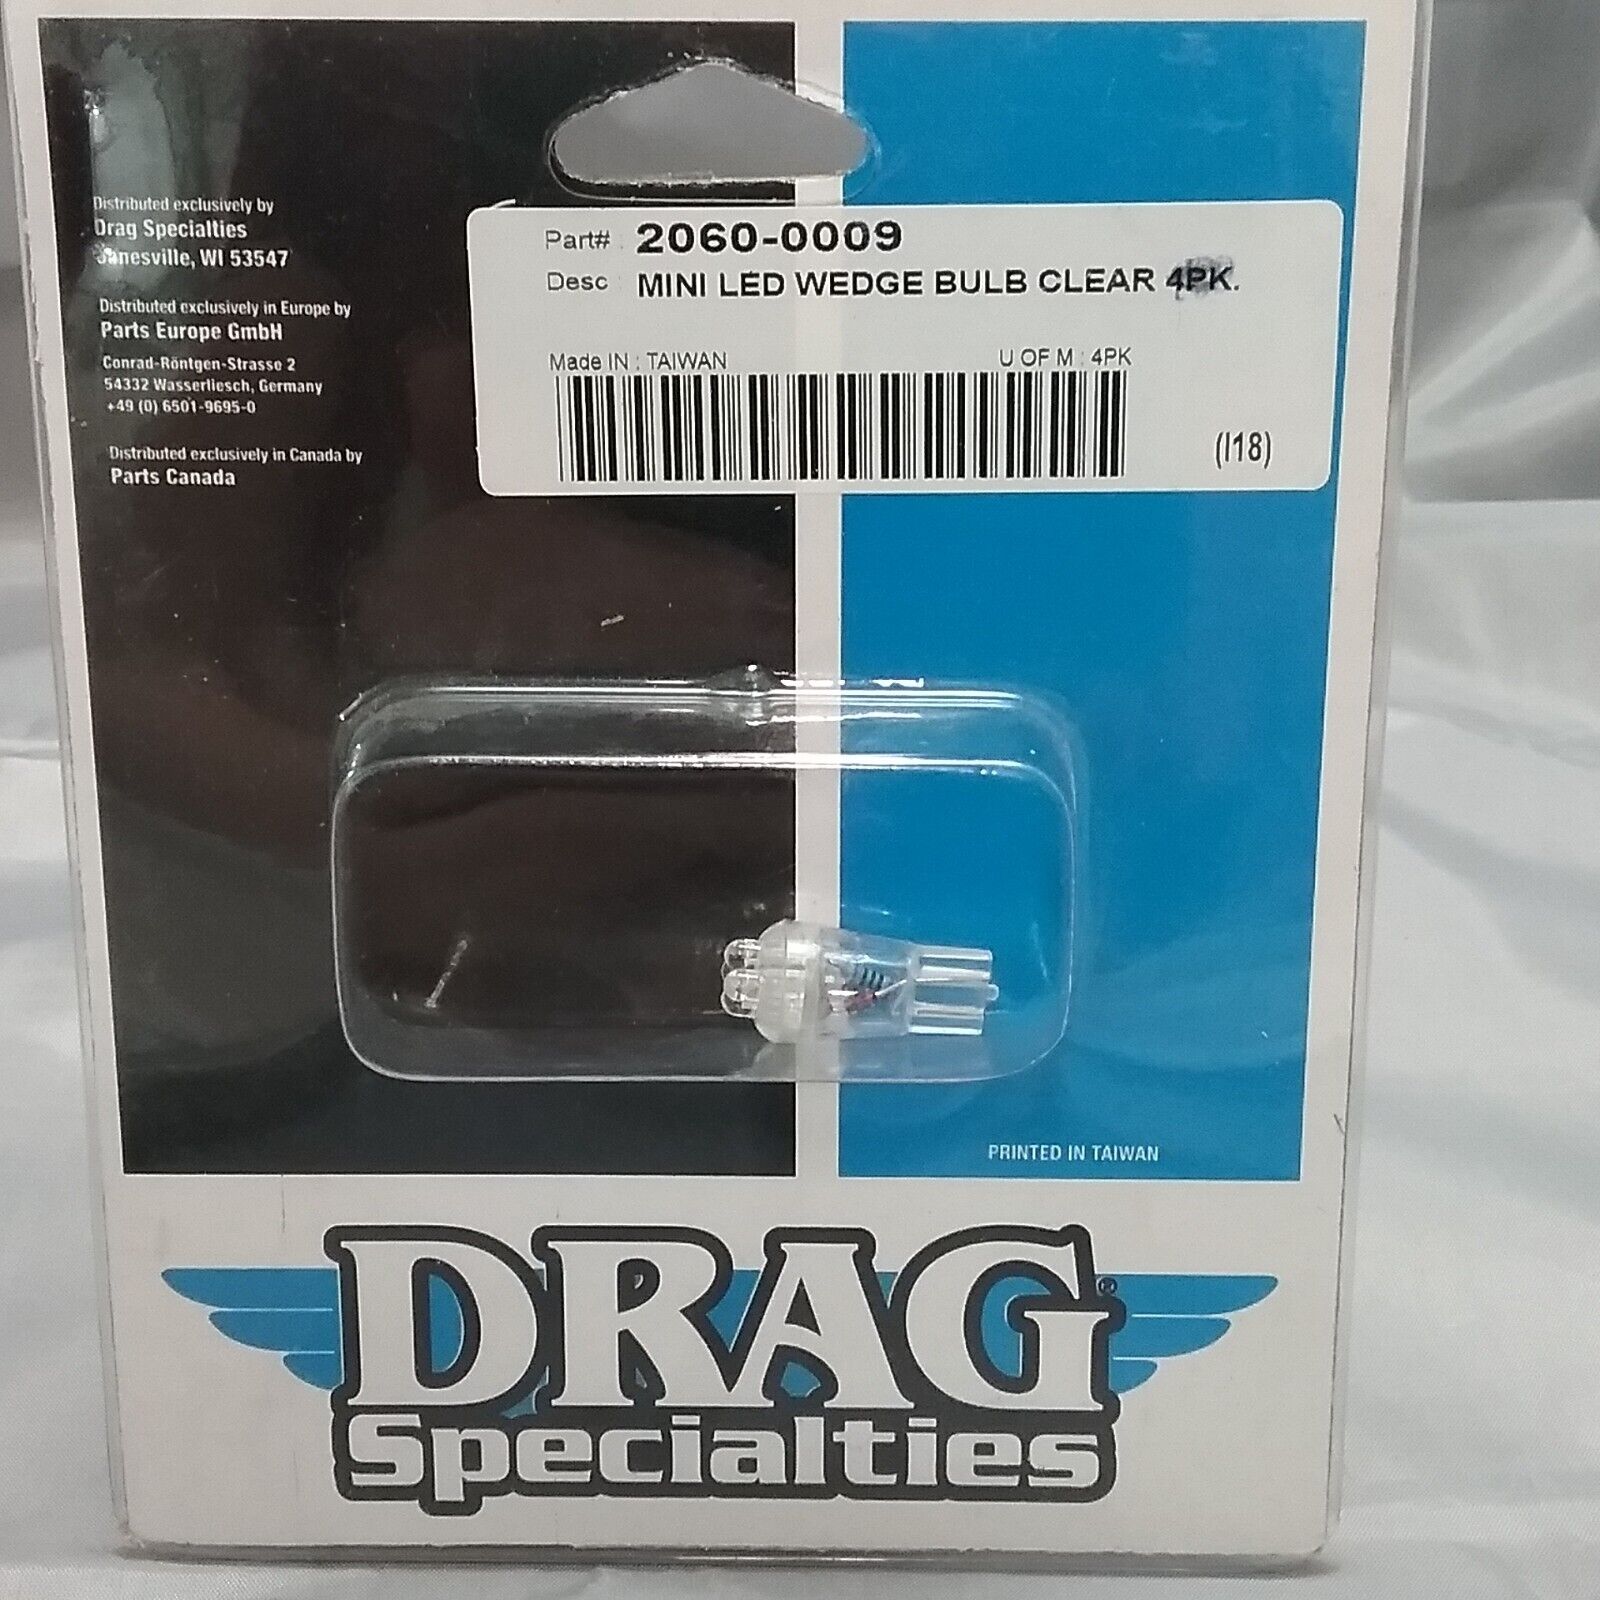 Distributed exclusively by
Drag Specialties
Janesville, WI 53547
Distributed exclusively in Europe by
Parts Europe GmbH
Conrad-Röntgen-Strasse 2
54332 Wasserliesch, Germany
+49 (0) 6501-9695-0
Distributed exclusively in Canada by
Parts Canada
Part# : 2060-0009
Desc : MINI LED WEDGE BULB CLEAR 4PK.
Made IN : TAIWAN U OF M : 4PK
(I18)
PRINTED IN TAIWAN
DRAG®
Specialties